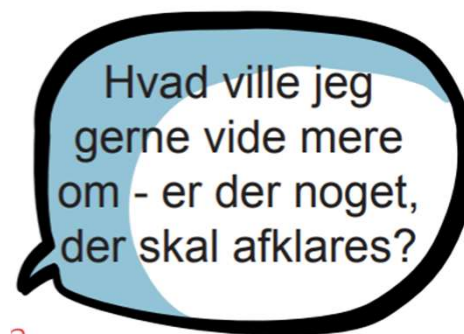 Hvad ville jeg
gerne vide mere
om - er der noget,
der skal afklares?